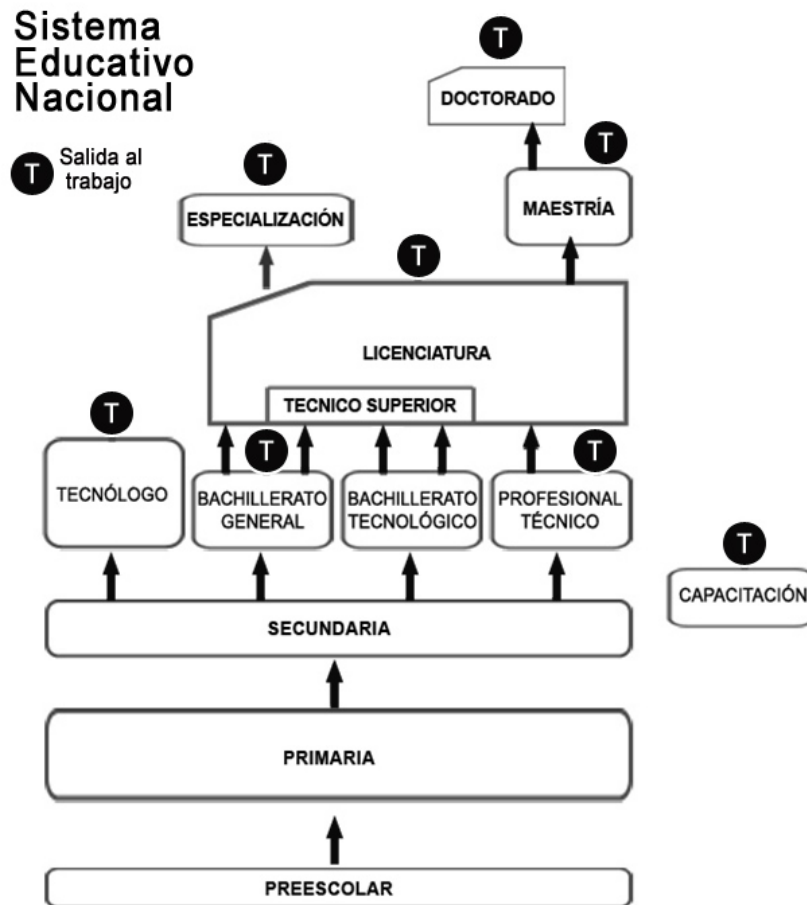 Sistema
Educativo
Nacional
T
Salida al
trabajo
T
DOCTORADO
T
MAESTRÍA
T
ESPECIALIZACIÓN
T
LICENCIATURA
TECNICO SUPERIOR
T
TECNÓLOGO
T
BACHILLERATO
GENERAL
BACHILLERATO
TECNOLÓGICO
T
PROFESIONAL
TÉCNICO
T
CAPACITACIÓN
SECUNDARIA
PRIMARIA
PREESCOLAR